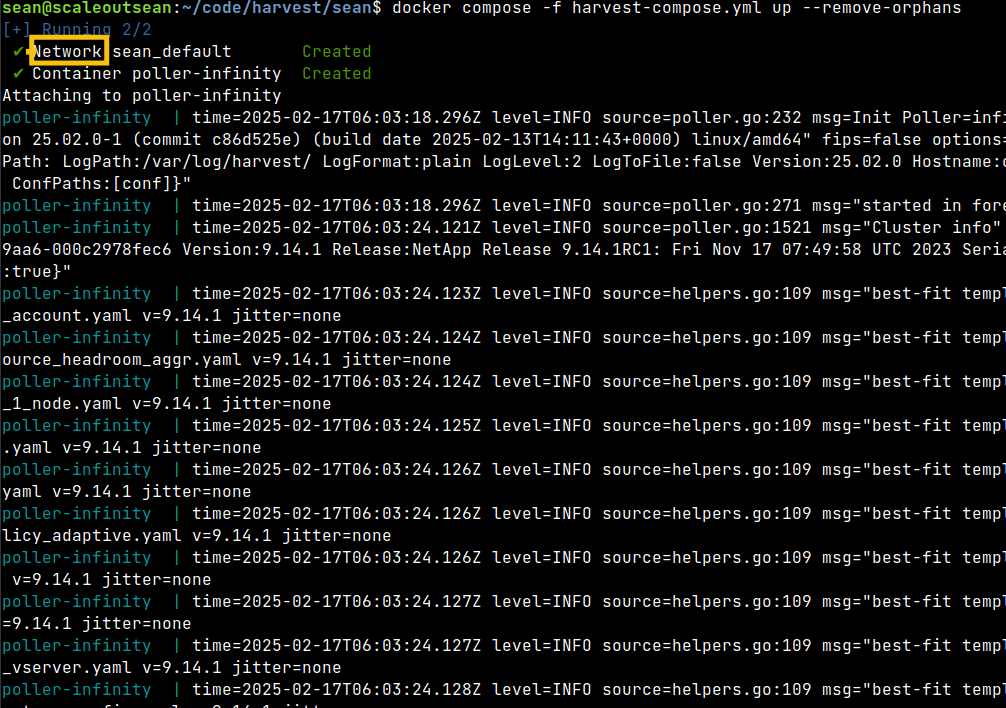 sean@scaleoutsean:~/code/harvest/sean$ docker compose -f harvest-compose.yml up --remove-orphans
[+] Running 2/2
✔ Network sean_default Created
✔ Container poller-infinity Created
Attaching to poller-infinity
poller-infinity | time=2025-02-17T06:03:18.296Z level=INFO source=poller.go:232 msg=Init Poller=infi
on 25.02.0-1 (commit c86d525e) (build date 2025-02-13T14:11:43+0000) linux/amd64" fips=false options=
Path: LogPath:/var/log/harvest/ LogFormat:plain LogLevel:2 LogToFile:false Version:25.02.0 Hostname:
ConfPaths:[conf]}"
poller-infinity | time=2025-02-17T06:03:18.296Z level=INFO source=poller.go:271 msg="started in fore
poller-infinity | time=2025-02-17T06:03:24.121Z level=INFO source=poller.go:1521 msg="Cluster info"
9aa6-000c2978fec6 Version:9.14.1 Release:NetApp Release 9.14.1RC1: Fri Nov 17 07:49:58 UTC 2023 Seria
:true}"
poller-infinity | time=2025-02-17T06:03:24.123Z level=INFO source=helpers.go:109 msg="best-fit templ
_account.yaml v=9.14.1 jitter=none
poller-infinity | time=2025-02-17T06:03:24.124Z level=INFO source=helpers.go:109 msg="best-fit templ
ource_headroom_aggr.yaml v=9.14.1 jitter=none
poller-infinity | time=2025-02-17T06:03:24.124Z level=INFO source=helpers.go:109 msg="best-fit templ
_1_node.yaml v=9.14.1 jitter=none
poller-infinity | time=2025-02-17T06:03:24.125Z level=INFO source=helpers.go:109 msg="best-fit templ
.yaml v=9.14.1 jitter=none
poller-infinity | time=2025-02-17T06:03:24.126Z level=INFO source=helpers.go:109 msg="best-fit templ
yaml v=9.14.1 jitter=none
poller-infinity | time=2025-02-17T06:03:24.126Z level=INFO source=helpers.go:109 msg="best-fit templ
licy_adaptive.yaml v=9.14.1 jitter=none
poller-infinity | time=2025-02-17T06:03:24.126Z level=INFO source=helpers.go:109 msg="best-fit templ
v=9.14.1 jitter=none
poller-infinity | time=2025-02-17T06:03:24.127Z level=INFO source=helpers.go:109 msg="best-fit templ
=9.14.1 jitter=none
poller-infinity | time=2025-02-17T06:03:24.127Z level=INFO source=helpers.go:109 msg="best-fit templ
_vserver.yaml v=9.14.1 jitter=none
poller-infinity | time=2025-02-17T06:03:24.128Z level=INFO source=helpers.go:109 msg="best-fit templ